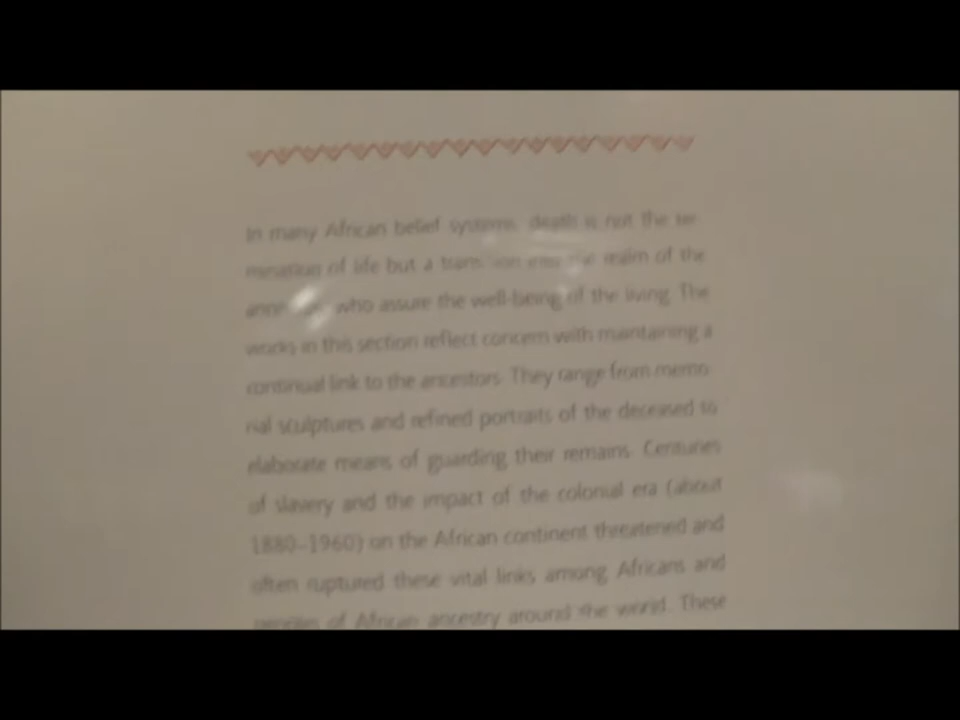 In many African belief systems, death is not the ter-
mination of life but a into the realm of the
who assure the well-being of the living. The
works in this section reflect concern with maintaining a
continual link to the ancestors. They range from memo-
rial sculptures and refined portraits of the deceased to
elaborate means of guarding their remains. Centuries
of slavery and the impact of the colonial era (about
1880–1960) on the African continent threatened and
often ruptured these vital links among Africans and
peoples of African ancestry around the world. These